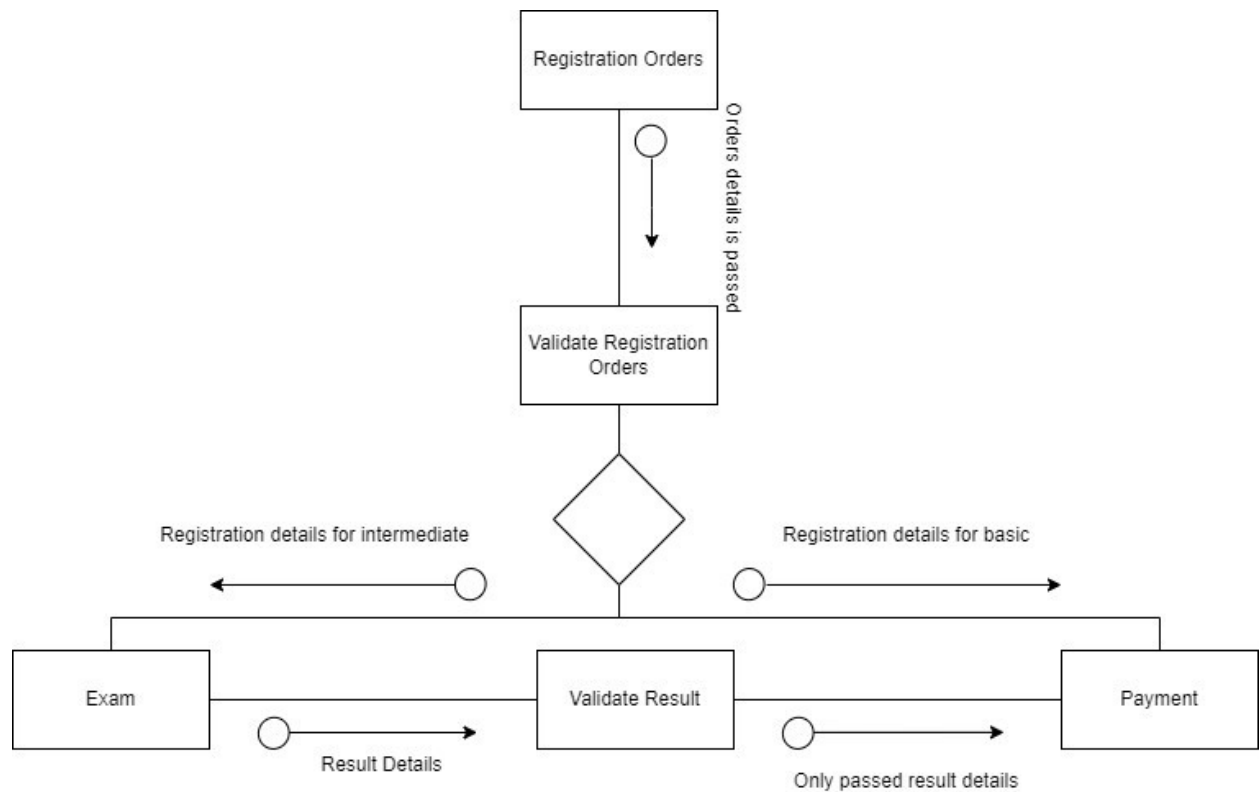 Registration Orders
Orders details is passed
Validate Registration
Orders
Registration details for intermediate
Registration details for basic
Exam
Validate Result
Payment
Result Details
Only passed result details